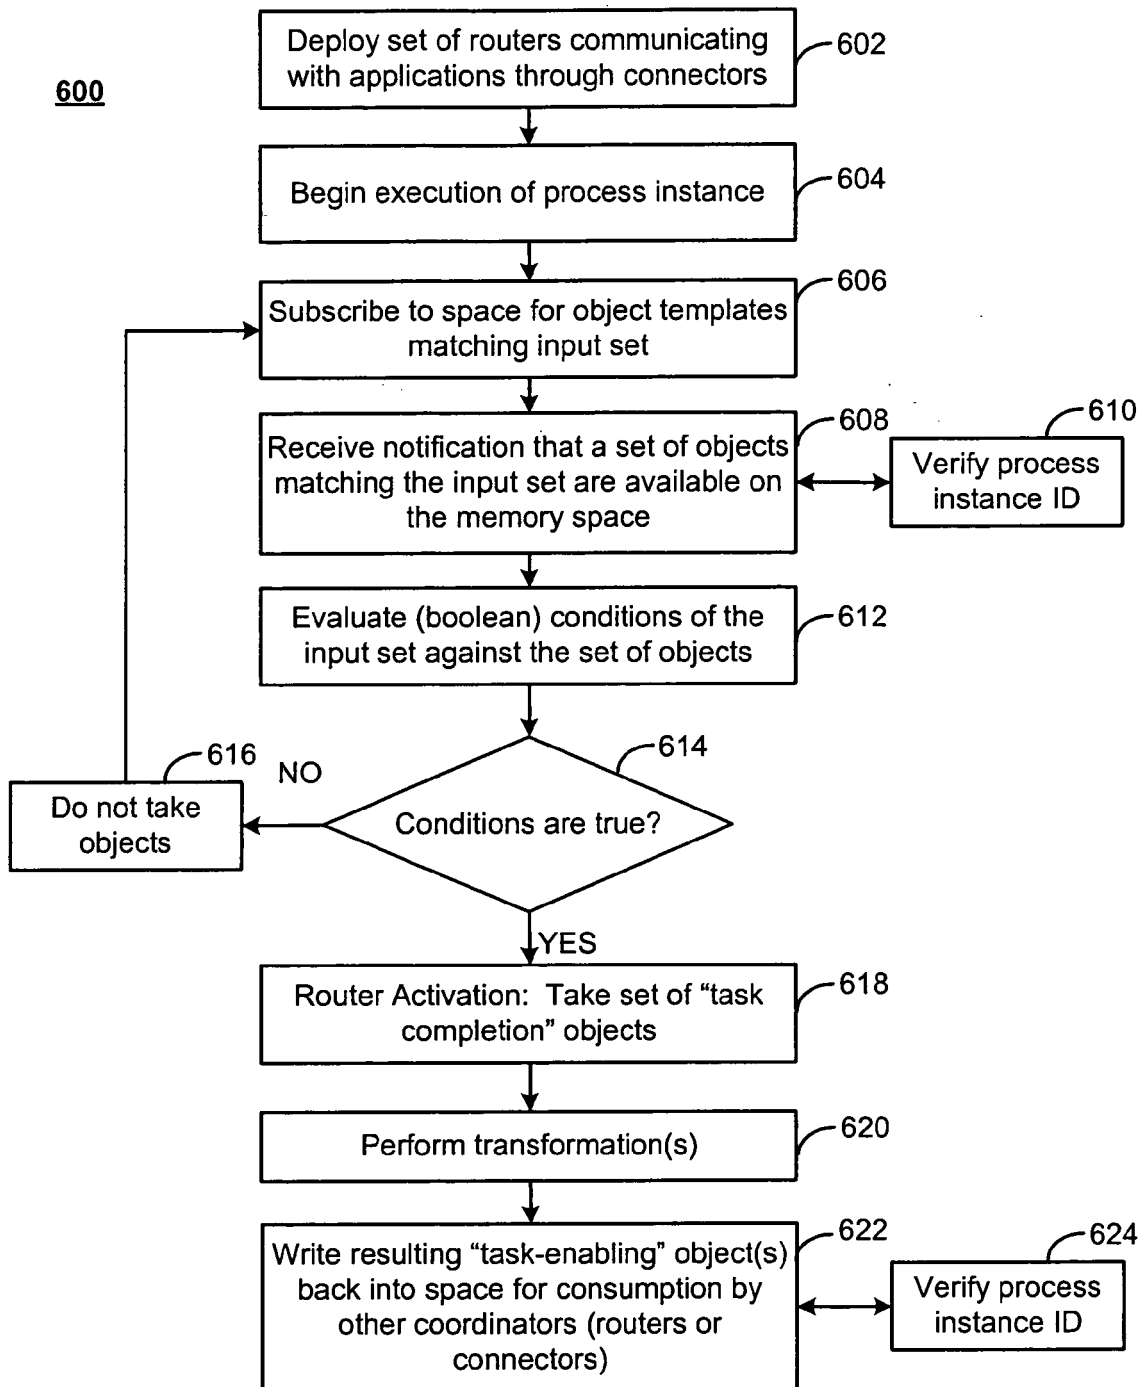 600
Deploy set of routers communicating
with applications through connectors
602
Begin execution of process instance
604
Subscribe to space for object templates
matching input set
606
Receive notification that a set of objects
matching the input set are available on
the memory space
608
Verify process
instance ID
610
Evaluate (boolean) conditions of the
input set against the set of objects
612
Conditions are true?
614
NO
Do not take
objects
616
YES
Router Activation: Take set of “task
completion” objects
618
Perform transformation(s)
620
Write resulting “task-enabling” object(s)
back into space for consumption by
other coordinators (routers or
connectors)
622
Verify process
instance ID
624